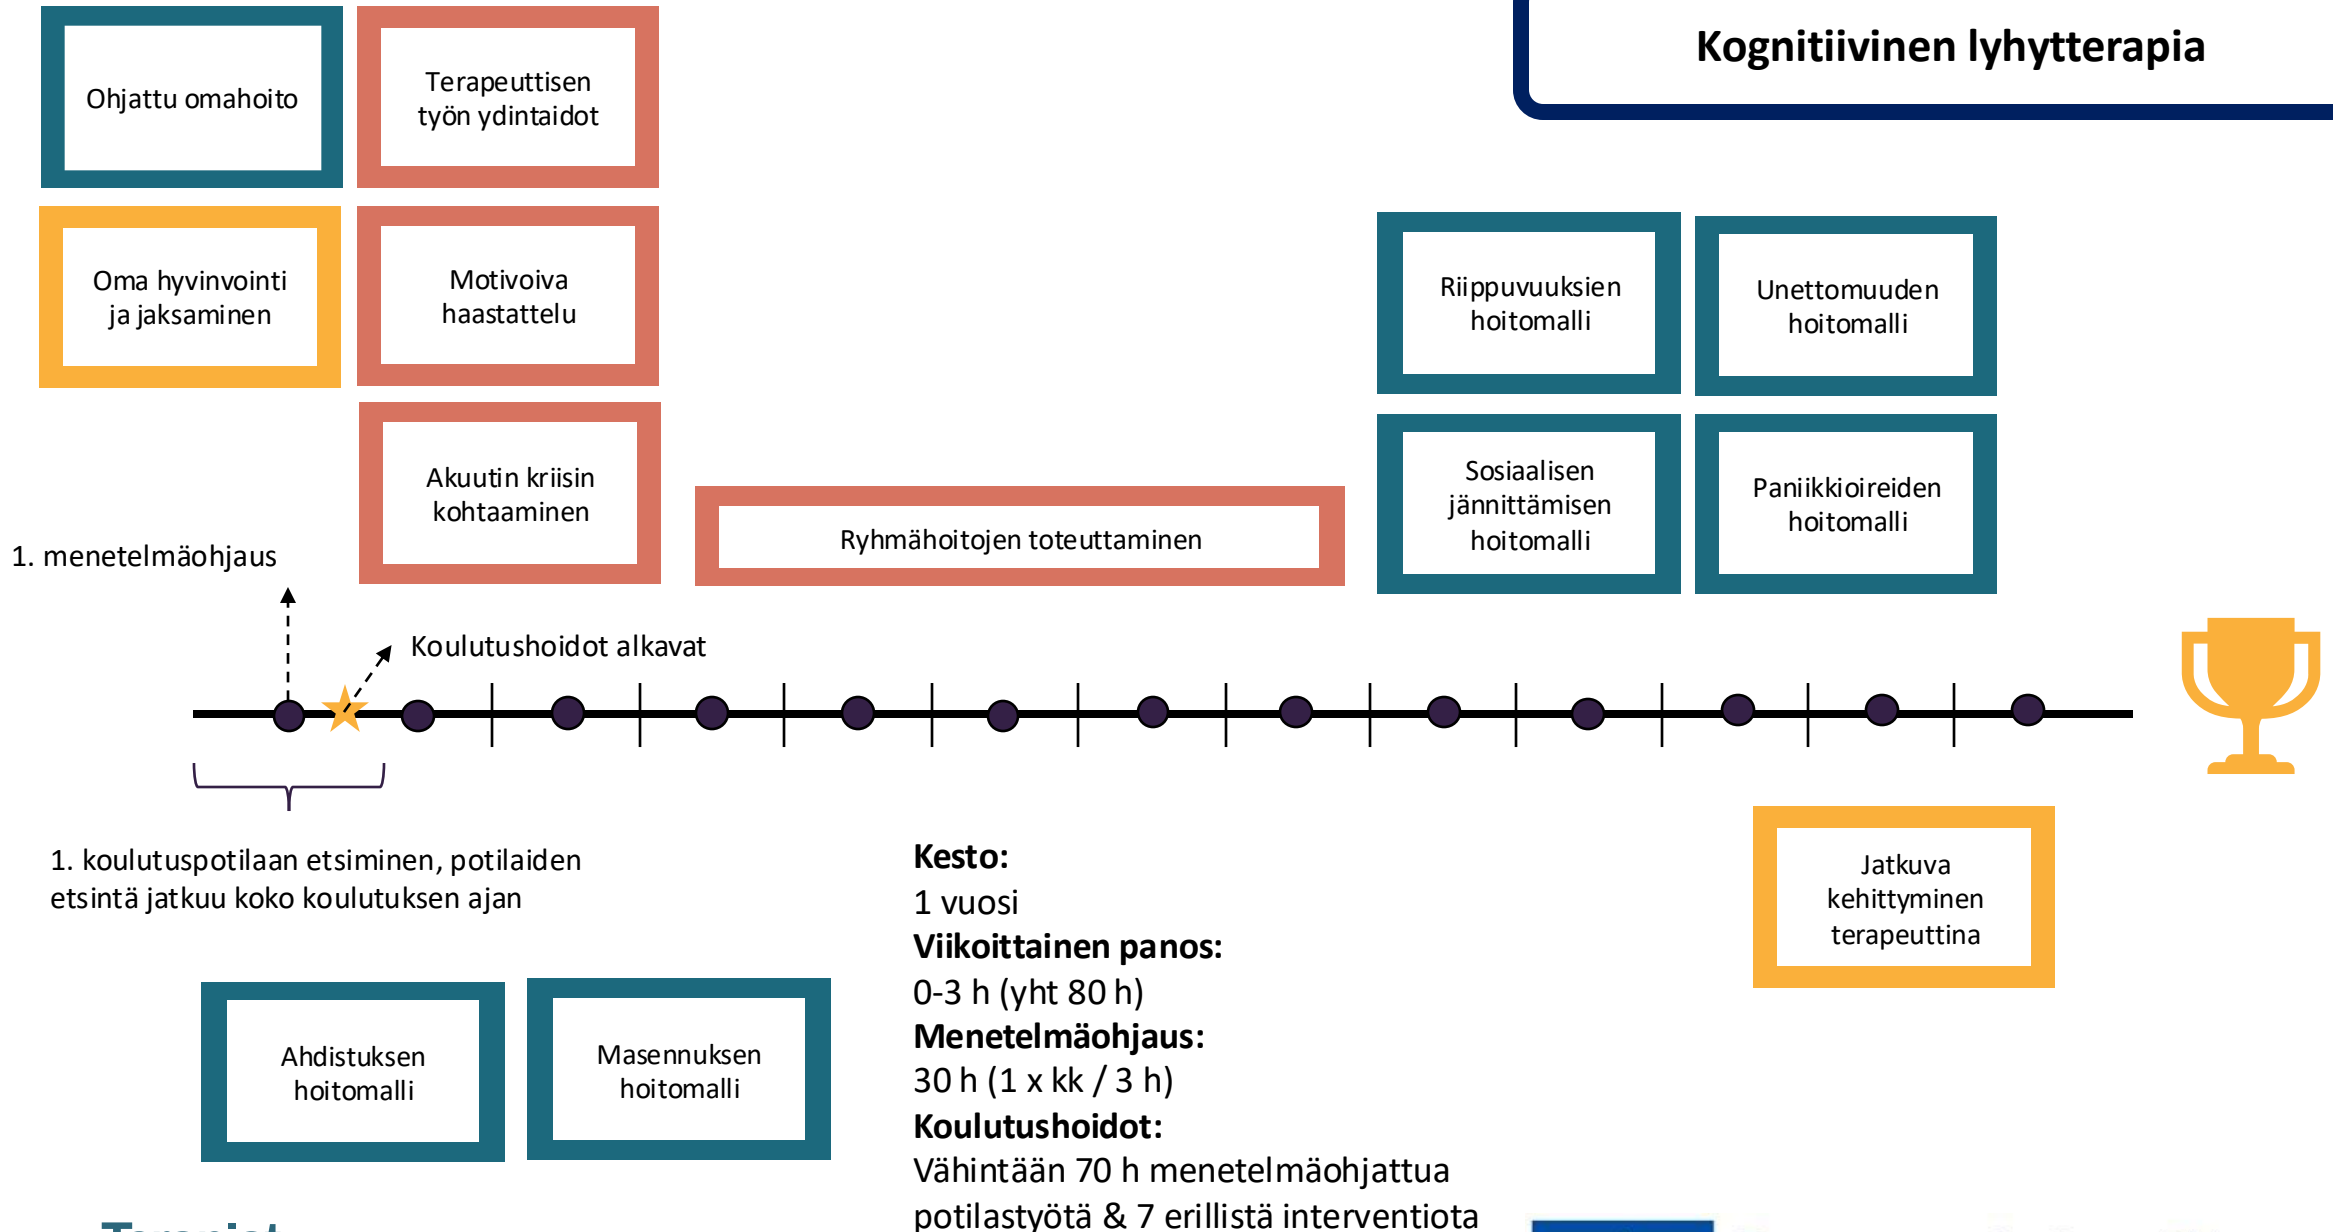 Kognitiivinen lyhytterapia
Ohjattu omahoito
Terapeuttisen
työn ydintaidot
Oma hyvinvointi
ja jaksaminen
Motivoiva
haastattelu
Riippuvuuksien
hoitomalli
Unettomuuden
hoitomalli
Akuutin kriisin
kohtaaminen
Ryhmähoitojen toteuttaminen
Sosiaalisen
jännittämisen
hoitomalli
Paniikkioireiden
hoitomalli
1. menetelmäohjaus
Koulutushoidot alkavat
1. koulutuspotilaan etsiminen, potilaiden
etsintä jatkuu koko koulutuksen ajan
Ahdistuksen
hoitomalli
Masennuksen
hoitomalli
Kesto:
1 vuosi
Viikoittainen panos:
0-3 h (yht 80 h)
Menetelmäohjaus:
30 h (1 x kk / 3 h)
Koulutushoidot:
Vähintään 70 h menetelmäohjattua
potilastyötä & 7 erillistä interventiota
Jatkuva
kehittyminen
terapeuttina